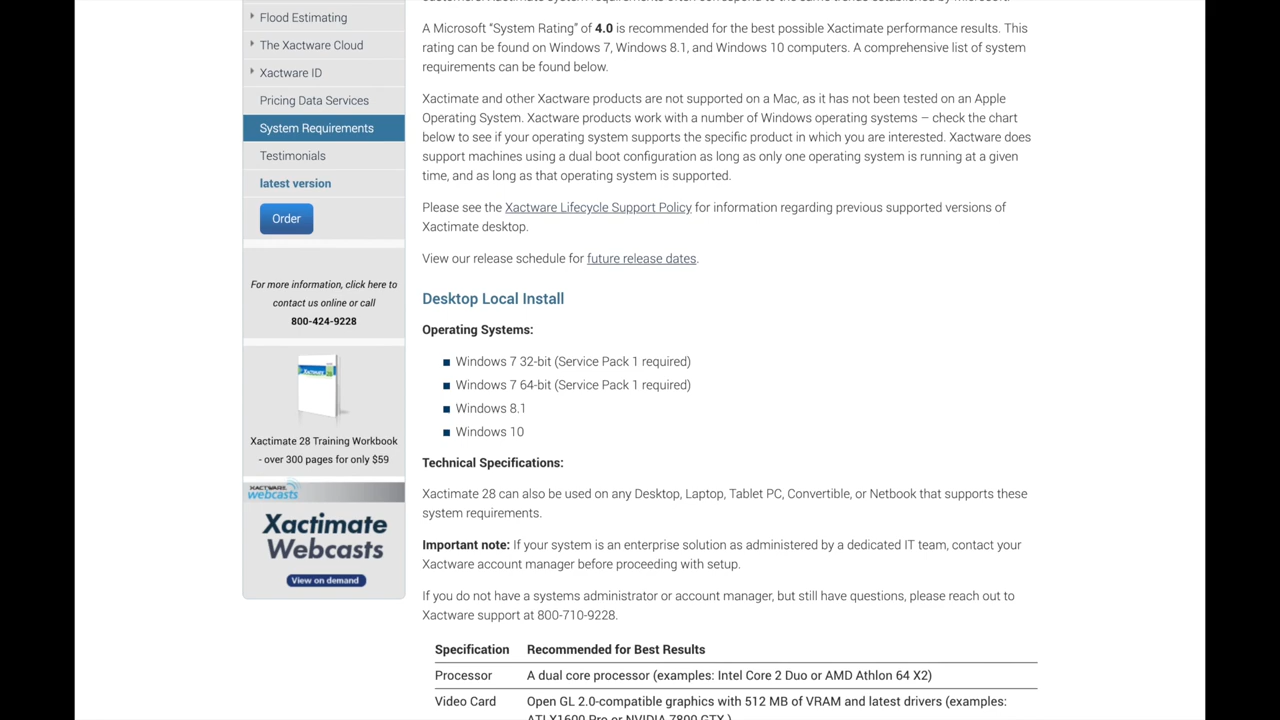 Flood Estimating
The Xactware Cloud
Xactware ID
Pricing Data Services
System Requirements
Testimonials
latest version
Order
For more information, click here to
contact us online or call
800-424-9228
Xactimate 28 Training Workbook
- over 300 pages for only $59
XACTWARE
webcasts
Xactimate
Webcasts
View on demand
A Microsoft “System Rating” of 4.0 is recommended for the best possible Xactimate performance results. This
rating can be found on Windows 7, Windows 8.1, and Windows 10 computers. A comprehensive list of system
requirements can be found below.
Xactimate and other Xactware products are not supported on a Mac, as it has not been tested on an Apple
Operating System. Xactware products work with a number of Windows operating systems – check the chart
below to see if your operating system supports the specific product in which you are interested. Xactware does
support machines using a dual boot configuration as long as only one operating system is running at a given
time, and as long as that operating system is supported.
Please see the Xactware Lifecycle Support Policy for information regarding previous supported versions of
Xactimate desktop.
View our release schedule for future release dates.
Desktop Local Install
Operating Systems:
Windows 7 32-bit (Service Pack 1 required)
Windows 7 64-bit (Service Pack 1 required)
Windows 8.1
Windows 10
Technical Specifications:
Xactimate 28 can also be used on any Desktop, Laptop, Tablet PC, Convertible, or Netbook that supports these
system requirements.
Important note: If your system is an enterprise solution as administered by a dedicated IT team, contact your
Xactware account manager before proceeding with setup.
If you do not have a systems administrator or account manager, but still have questions, please reach out to
Xactware support at 800-710-9228.
Specification Recommended for Best Results
Processor A dual core processor (examples: Intel Core 2 Duo or AMD Athlon 64 X2)
Video Card Open GL 2.0-compatible graphics with 512 MB of VRAM and latest drivers (examples:
ATI X1600 Pro or NVIDIA 7800 GTX.)